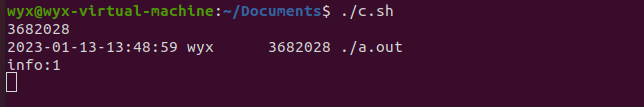 wyx@wyx-virtual-machine:~/Documents$ ./c.sh
3682028
2023-01-13-13:48:59 wyx      3682028 ./a.out
info:1